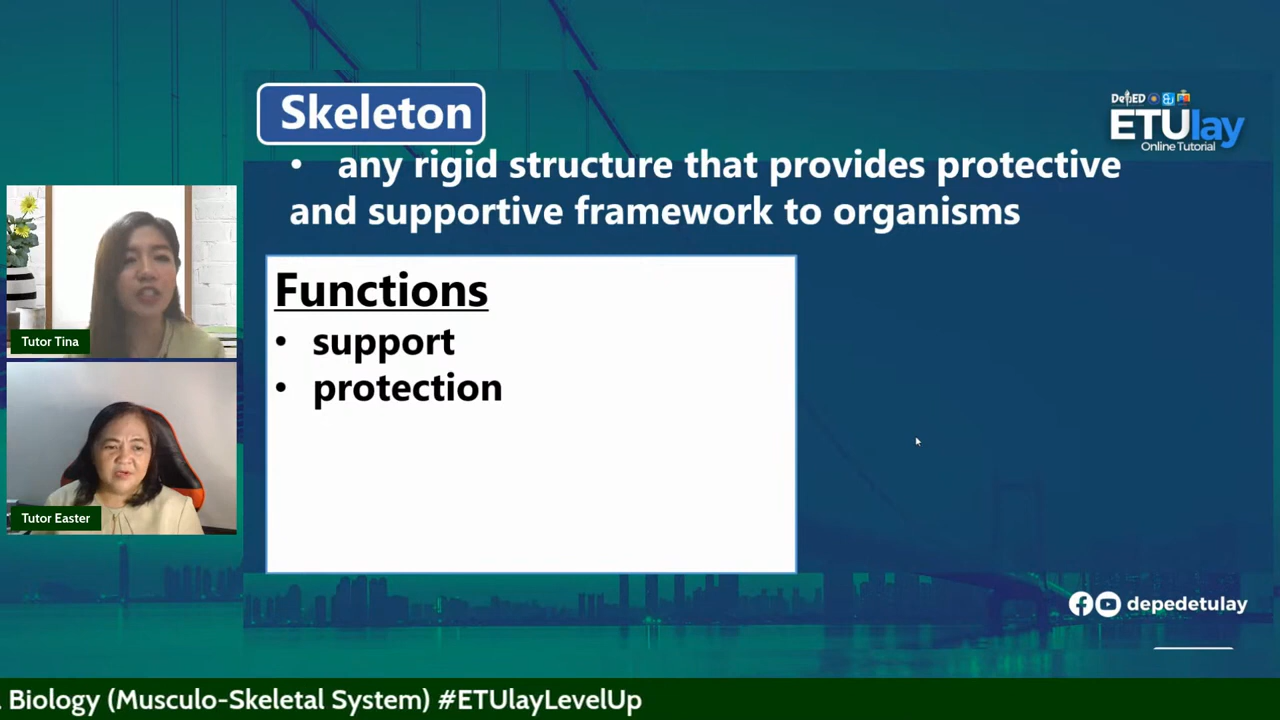 Skeleton
• any rigid structure that provides protective
and supportive framework to organisms
DepED
ETUlay
Online Tutorial
Functions
• support
• protection
Tutor Tina
Tutor Easter
depedetulay
. Biology (Musculo-Skeletal System) #ETUlayLevelUp